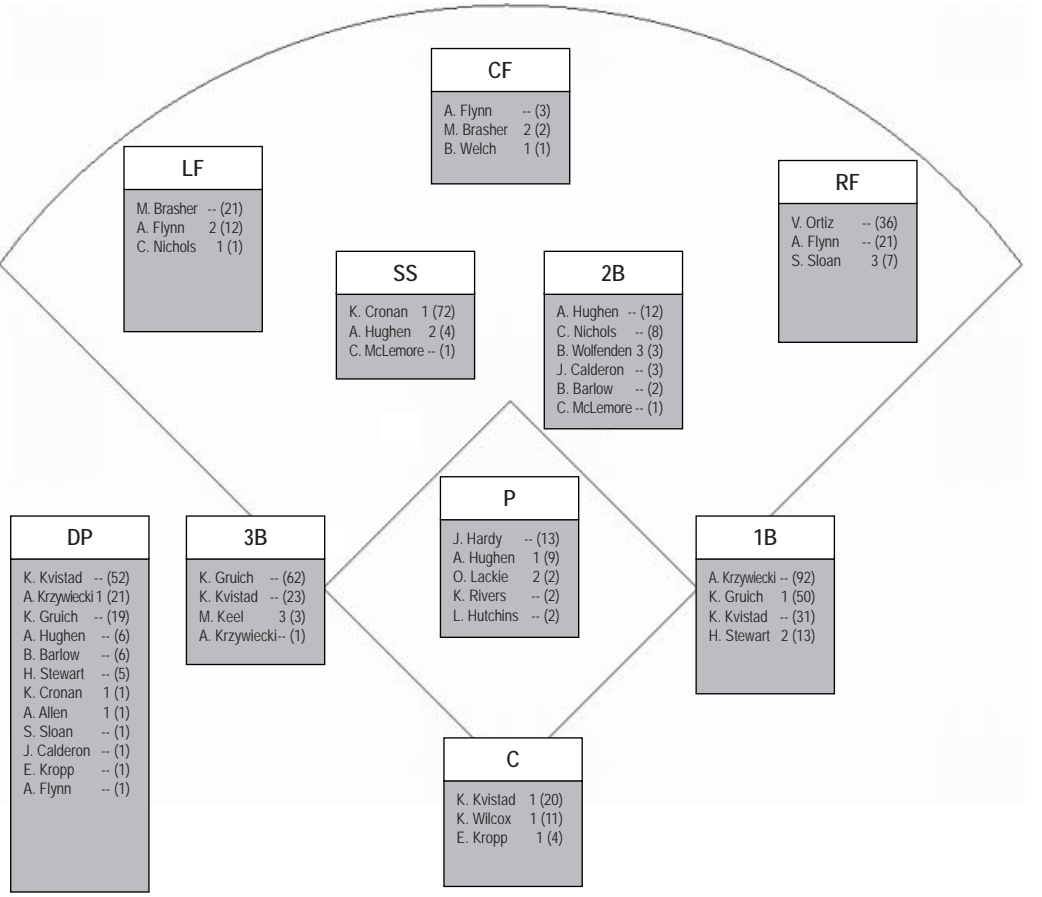 CF
A. Flynn -- (3)
M. Brasher 2 (2)
B. Welch 1 (1)
LF
M. Brasher -- (21)
A. Flynn 2 (12)
C. Nichols 1 (1)
RF
V. Ortiz -- (36)
A. Flynn -- (21)
S. Sloan 3 (7)
SS
K. Cronan 1 (72)
A. Hughen 2 (4)
C. McLemore -- (1)
2B
A. Hughen -- (12)
C. Nichols -- (8)
B. Wolfenden 3 (3)
J. Calderon -- (3)
B. Barlow -- (2)
C. McLemore -- (1)
DP
K. Kvistad -- (52)
A. Krzywiecki 1 (21)
K. Gruich -- (19)
A. Hughen -- (6)
B. Barlow -- (6)
H. Stewart -- (5)
K. Cronan 1 (1)
A. Allen 1 (1)
S. Sloan -- (1)
J. Calderon -- (1)
E. Kropp -- (1)
A. Flynn -- (1)
3B
K. Gruich -- (62)
K. Kvistad -- (23)
M. Keel 3 (3)
A. Krzywiecki-- (1)
P
J. Hardy -- (13)
A. Hughen 1 (9)
O. Lackie 2 (2)
K. Rivers -- (2)
L. Hutchins -- (2)
1B
A. Krzywiecki -- (92)
K. Gruich 1 (50)
K. Kvistad -- (31)
H. Stewart 2 (13)
C
K. Kvistad 1 (20)
K. Wilcox 1 (11)
E. Kropp 1 (4)